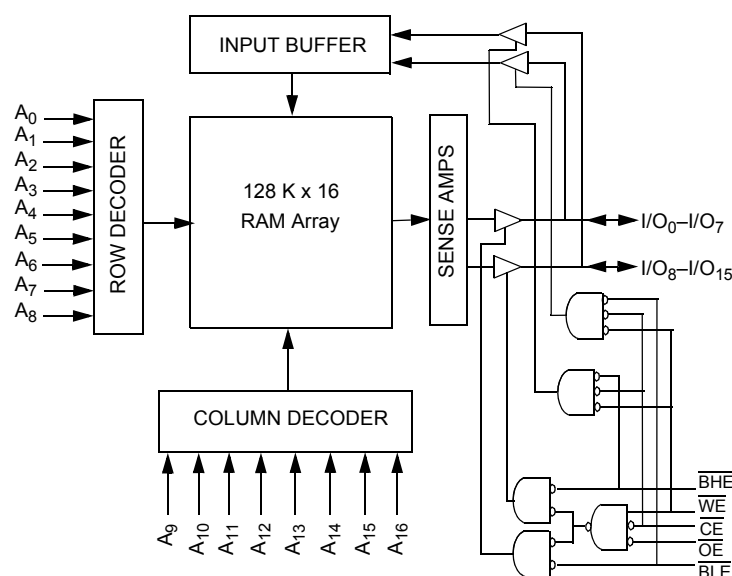 INPUT BUFFER
A0
A1
A2
A3
A4
A5
A6
A7
A8
ROW DECODER
128 K x 16
RAM Array
SENSE AMPS
I/O0–I/O7
I/O8–I/O15
COLUMN DECODER
A9
A10
A11
A12
A13
A14
A15
A16
BHE
WE
CE
OE
BLE